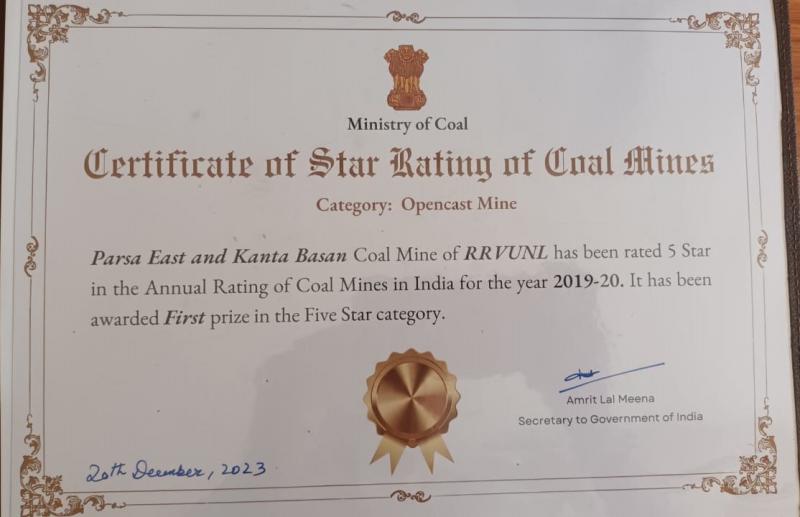 Ministry of Coal
Certificate of Star Rating of Coal Mines
Category: Opencast Mine
Parsa East and Kanta Basan Coal Mine of RRVUNL has been rated 5 Star
in the Annual Rating of Coal Mines in India for the year 2019-20. It has been
awarded First prize in the Five Star category.
Amrit Lal Meena
Secretary to Government of India
20th December, 2023